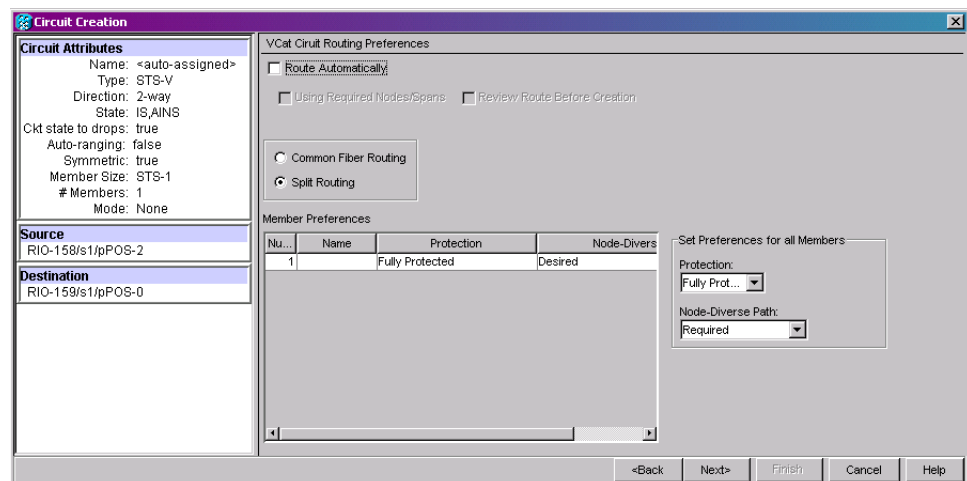 Circuit Creation
Circuit Attributes
Name: <auto-assigned>
Type: STS-V
Direction: 2-way
State: IS,AINS
Ckt state to drops: true
Auto-ranging: false
Symmetric: true
Member Size: STS-1
# Members: 1
Mode: None
Source
RIO-158/s1/pPOS-2
Destination
RIO-159/s1/pPOS-0
VCat Ciruit Routing Preferences
Route Automatically
Using Required Nodes/Spans Review Route Before Creation
Common Fiber Routing
Split Routing
Member Preferences
Nu... Name Protection Node-Divers
1 Fully Protected Desired
Set Preferences for all Members
Protection:
Fully Prot...
Node-Diverse Path:
Required
<Back Next> Finish Cancel Help